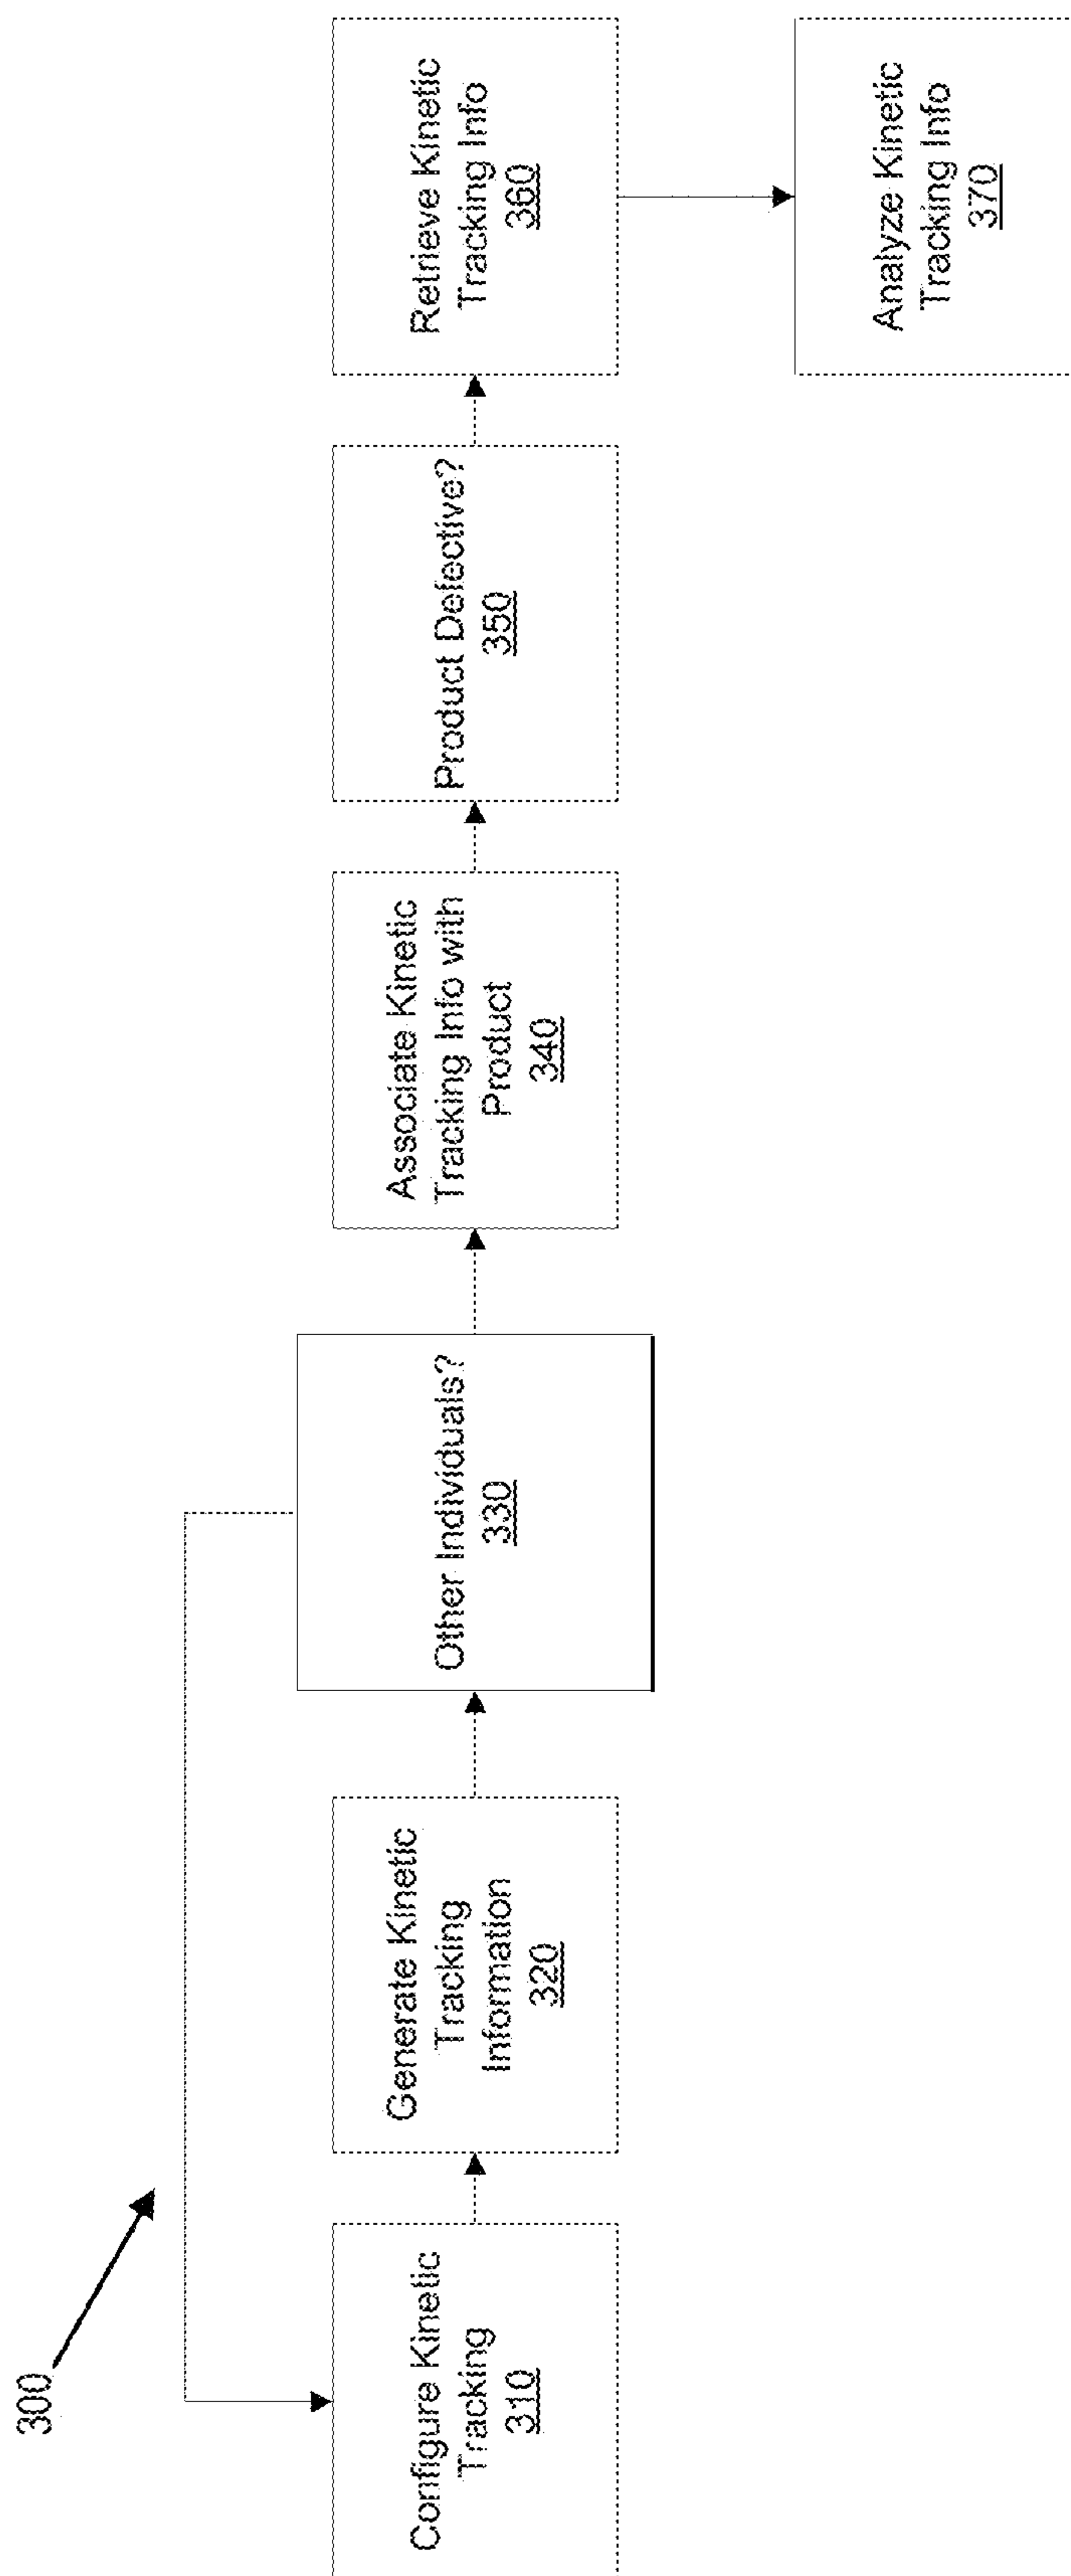 300
Configure Kinetic
Tracking
310
Generate Kinetic
Tracking
Information
320
Other Individuals?
330
Associate Kinetic
Tracking Info with
Product
340
Product Defective?
350
Retrieve Kinetic
Tracking Info
360
Analyze Kinetic
Tracking Info
370